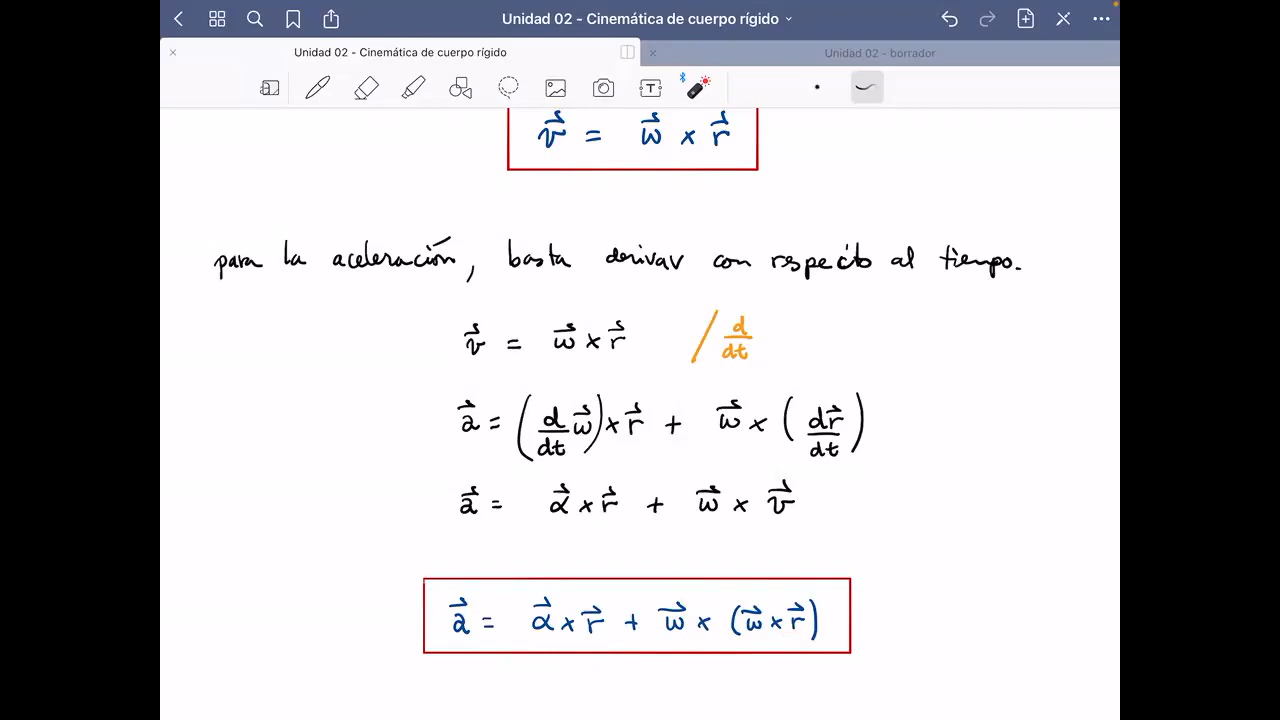 Unidad 02 - Cinemática de cuerpo rígido
Unidad 02 - Cinemática de cuerpo rígido
Unidad 02 - borrador
T
v⃗ = ω⃗ × r⃗
para la aceleración, basta derivar con respecto al tiempo.
v⃗ = ω⃗ × r⃗ / d/dt
a⃗ = (d/dt ω⃗) × r⃗ + ω⃗ × (dr⃗/dt)
a⃗ = α⃗ × r⃗ + ω⃗ × v⃗
a⃗ = α⃗ × r⃗ + ω⃗ × (ω⃗ × r⃗)